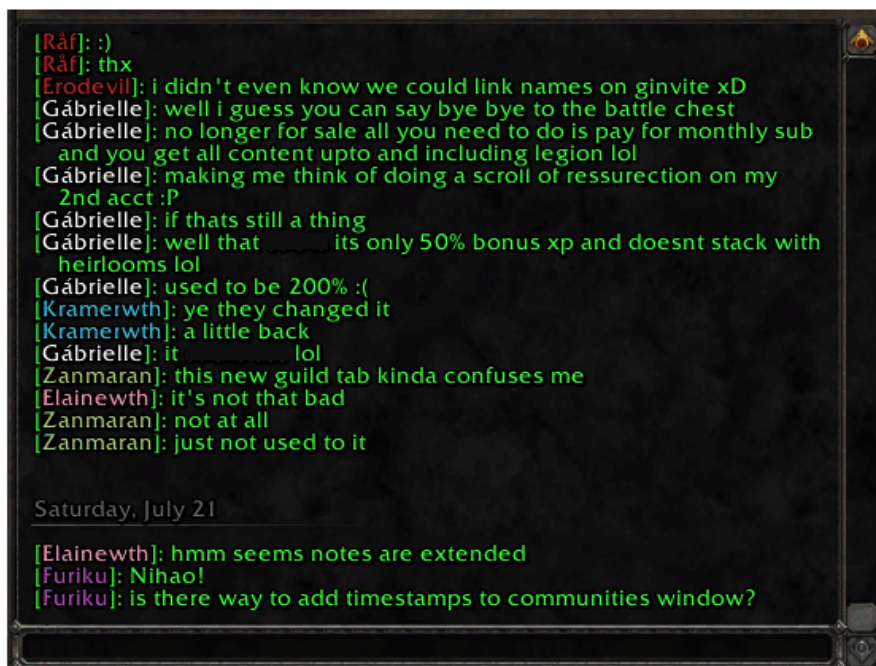 [Råf]: :)
[Råf]: thx
[Erodevil]: i didn't even know we could link names on ginvite xD
[Gábrielle]: well i guess you can say bye bye to the battle chest
[Gábrielle]: no longer for sale all you need to do is pay for monthly sub
and you get all content upto and including legion lol
[Gábrielle]: making me think of doing a scroll of ressurection on my
2nd acct :P
[Gábrielle]: if thats still a thing
[Gábrielle]: well that its only 50% bonus xp and doesnt stack with
heirlooms lol
[Gábrielle]: used to be 200% :(
[Kramerwth]: ye they changed it
[Kramerwth]: a little back
[Gábrielle]: it lol
[Zanmaran]: this new guild tab kinda confuses me
[Elainewth]: it's not that bad
[Zanmaran]: not at all
[Zanmaran]: just not used to it
Saturday, July 21
[Elainewth]: hmm seems notes are extended
[Furiku]: Nihao!
[Furiku]: is there way to add timestamps to communities window?